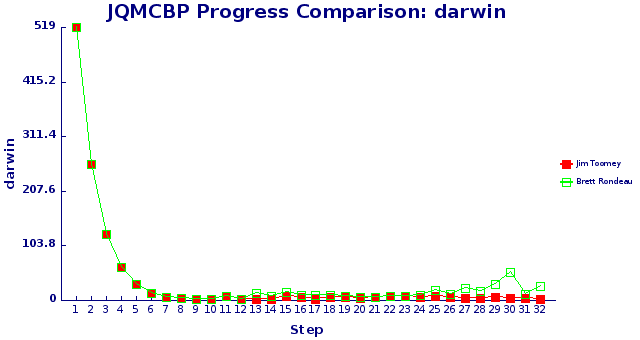 JQMCBP Progress Comparison: darwin
519
415.2
311.4
207.6
103.8
0
darwin
1 2 3 4 5 6 7 8 9 10 11 12 13 14 15 16 17 18 19 20 21 22 23 24 25 26 27 28 29 30 31 32
Step
Jim Toomey
Brett Rondeau